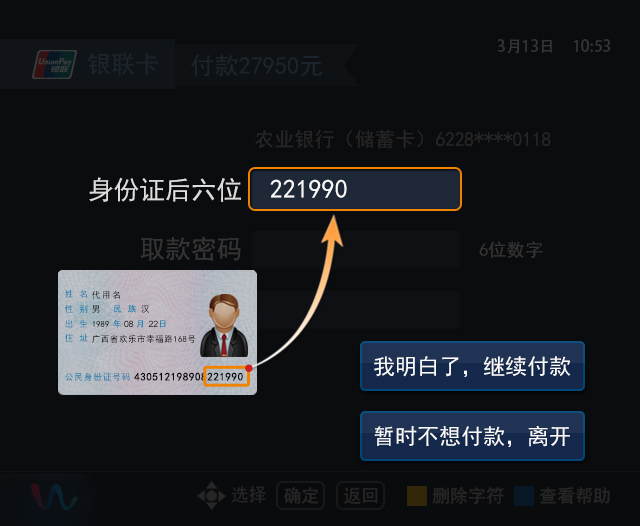 3月13日 10:53
UnionPay 银联 银联卡 付款27950元
农业银行（储蓄卡）6228****0118
身份证后六位 221990
取款密码 6位数字
姓 名 代用名
性 别 男 民 族 汉
出 生 1989 年 08 月 22日
住 址 广西省欢乐市幸福路168号
公民身份证号码 430512198908221990
我明白了，继续付款
暂时不想付款，离开
选择 确定 返回 删除字符 查看帮助